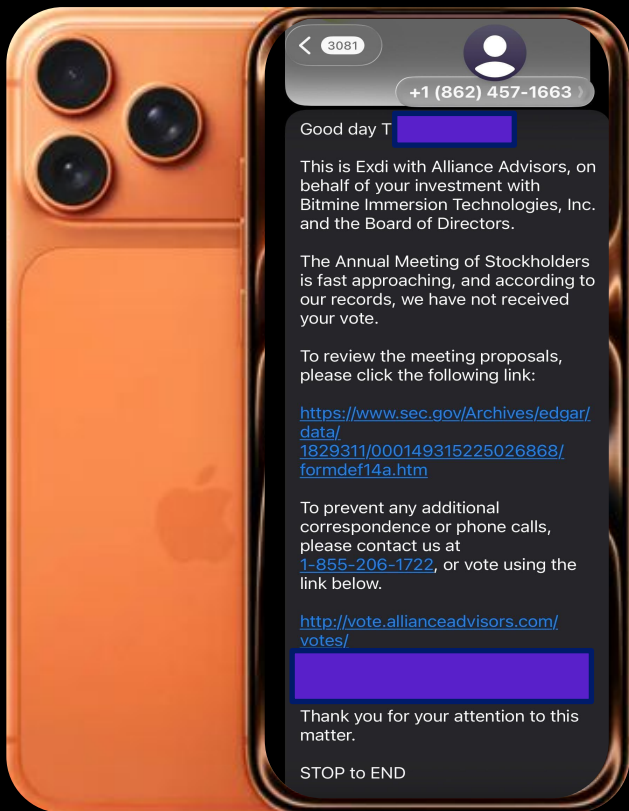 3081
+1 (862) 457-1663
Good day T
This is Exdi with Alliance Advisors, on
behalf of your investment with
Bitmine Immersion Technologies, Inc.
and the Board of Directors.
The Annual Meeting of Stockholders
is fast approaching, and according to
our records, we have not received
your vote.
To review the meeting proposals,
please click the following link:
https://www.sec.gov/Archives/edgar/
data/
1829311/000149315225026868/
formdef14a.htm
To prevent any additional
correspondence or phone calls,
please contact us at
1-855-206-1722, or vote using the
link below.
http://vote.allianceadvisors.com/
votes/
Thank you for your attention to this
matter.
STOP to END